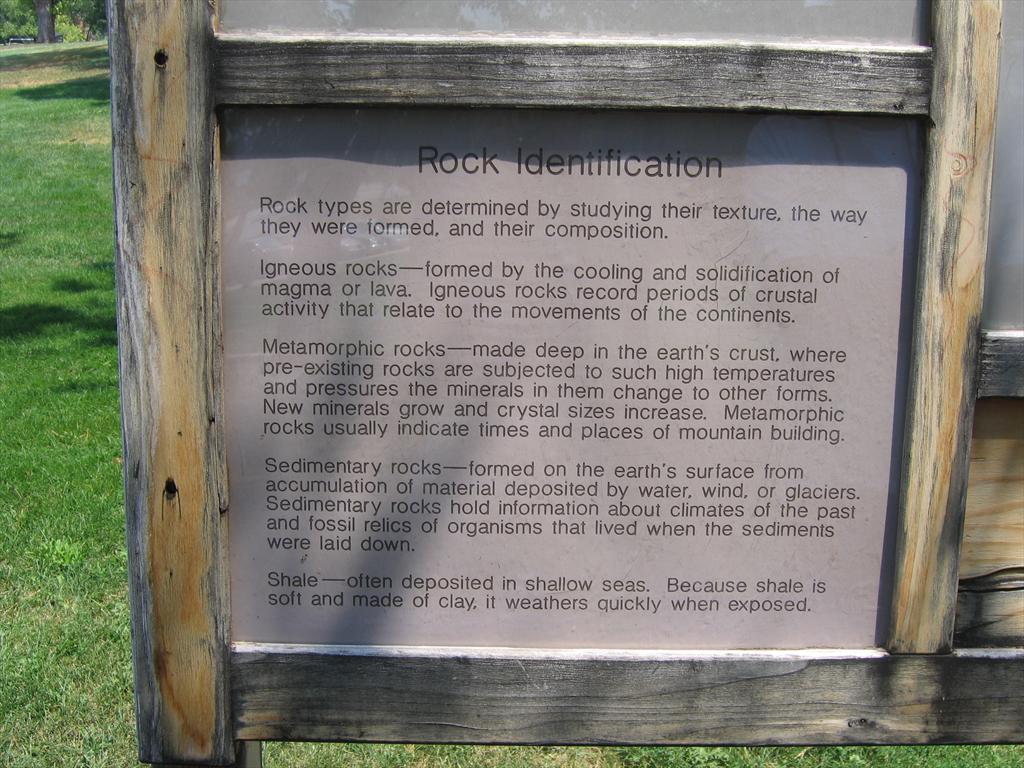 Rock Identification
Rock types are determined by studying their texture, the way
they were formed, and their composition.
Igneous rocks—formed by the cooling and solidification of
magma or lava. Igneous rocks record periods of crustal
activity that relate to the movements of the continents.
Metamorphic rocks—made deep in the earth's crust, where
pre-existing rocks are subjected to such high temperatures
and pressures the minerals in them change to other forms.
New minerals grow and crystal sizes increase. Metamorphic
rocks usually indicate times and places of mountain building.
Sedimentary rocks—formed on the earth's surface from
accumulation of material deposited by water, wind, or glaciers.
Sedimentary rocks hold information about climates of the past
and fossil relics of organisms that lived when the sediments
were laid down.
Shale—often deposited in shallow seas. Because shale is
soft and made of clay, it weathers quickly when exposed.